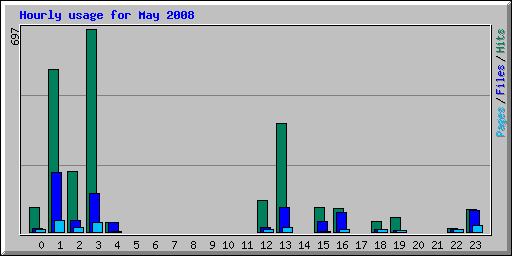 Hourly usage for May 2008
697
Pages/Files/Hits
0 1 2 3 4 5 6 7 8 9 10 11 12 13 14 15 16 17 18 19 20 21 22 23